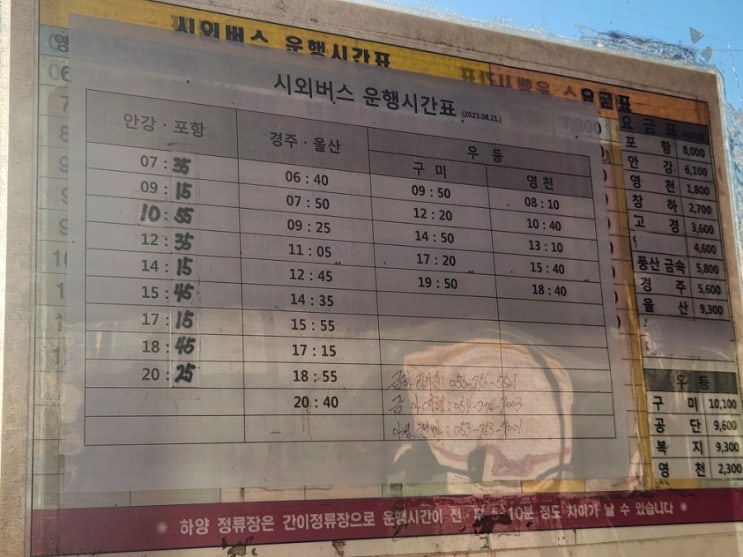 시외버스 운행시간표
요금표
시외버스 운행시간표 (2023.08.21.)
안강·포항 경주·울산 우등
구미 영천
07:35 06:40 09:50 08:10
09:15 07:50 12:20 10:40
10:55 09:25 14:50 13:10
12:35 11:05 17:20 15:40
14:15 12:45 19:50 18:40
15:45 14:35
17:15 15:55
18:45 17:15
20:25 18:55
20:40
요금표
포항 8,000
안강 6,100
영천 1,800
창하 2,700
고경 3,600
4,600
풍산금속 5,800
경주 5,600
울산 9,300
우등
구미 10,100
공단 9,600
복지 9,300
영천 2,300
하양 정류장은 간이정류장으로 운행시간이 전·후 5~10분 정도 차이가 날 수 있습니다